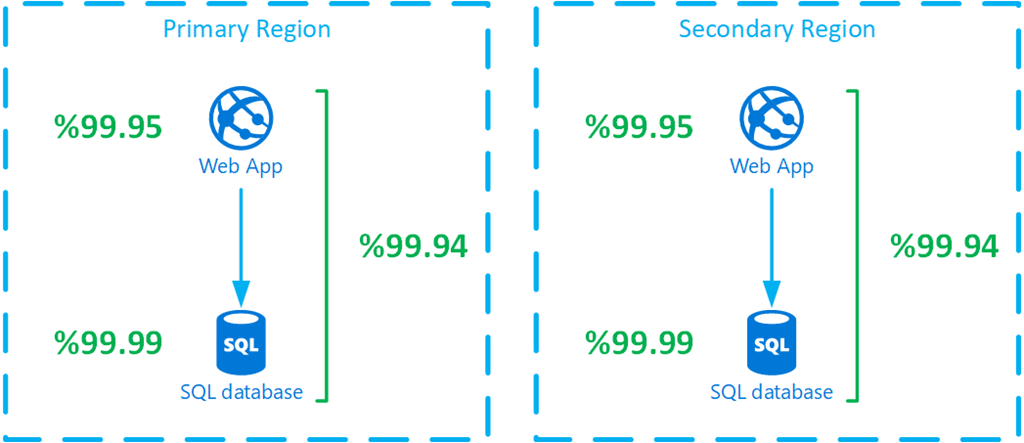 Primary Region
%99.95
Web App
%99.94
%99.99
SQL
SQL database
Secondary Region
%99.95
Web App
%99.94
%99.99
SQL
SQL database